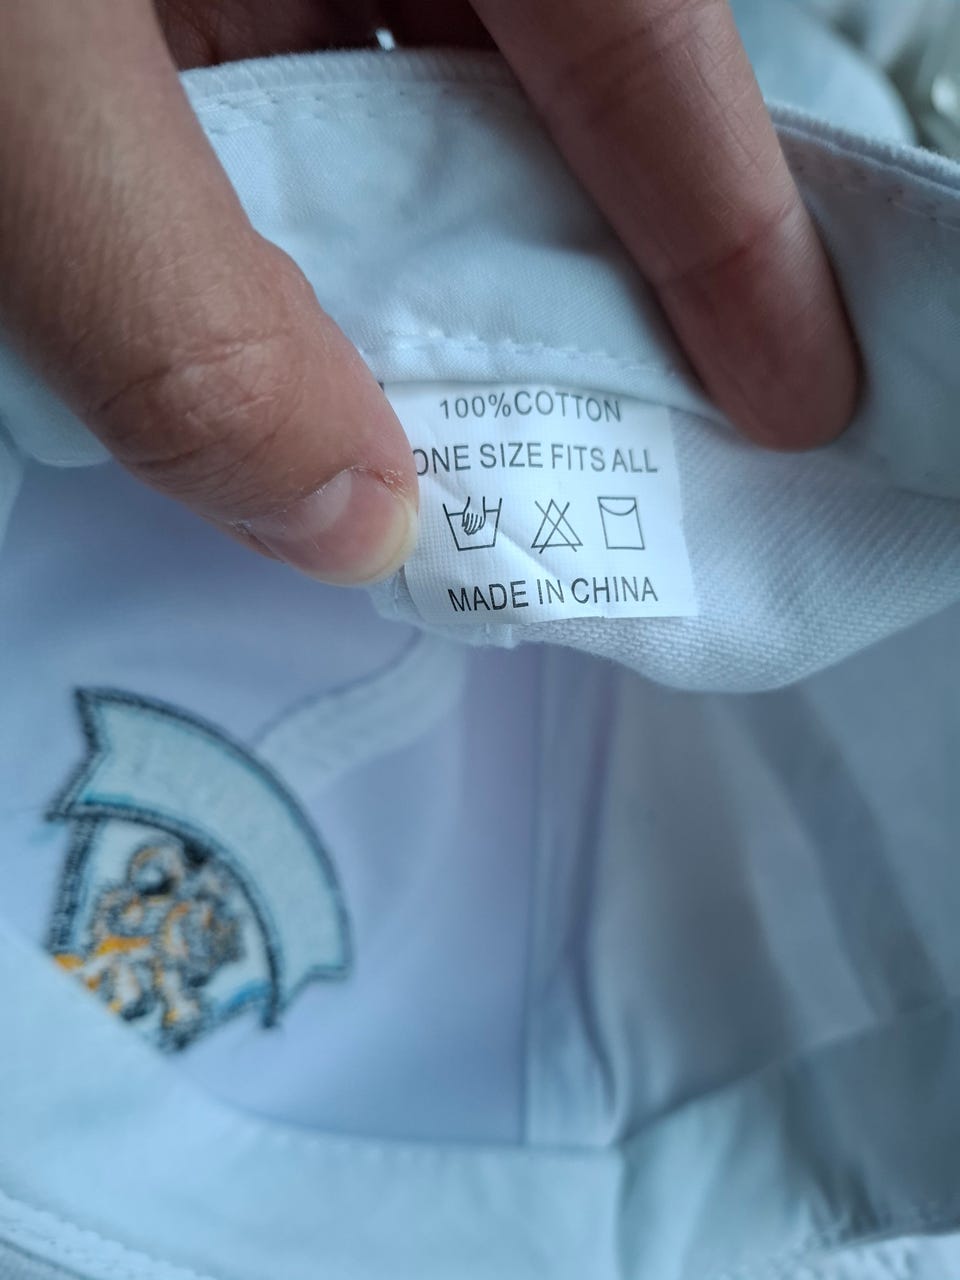 100%COTTON
ONE SIZE FITS ALL
MADE IN CHINA